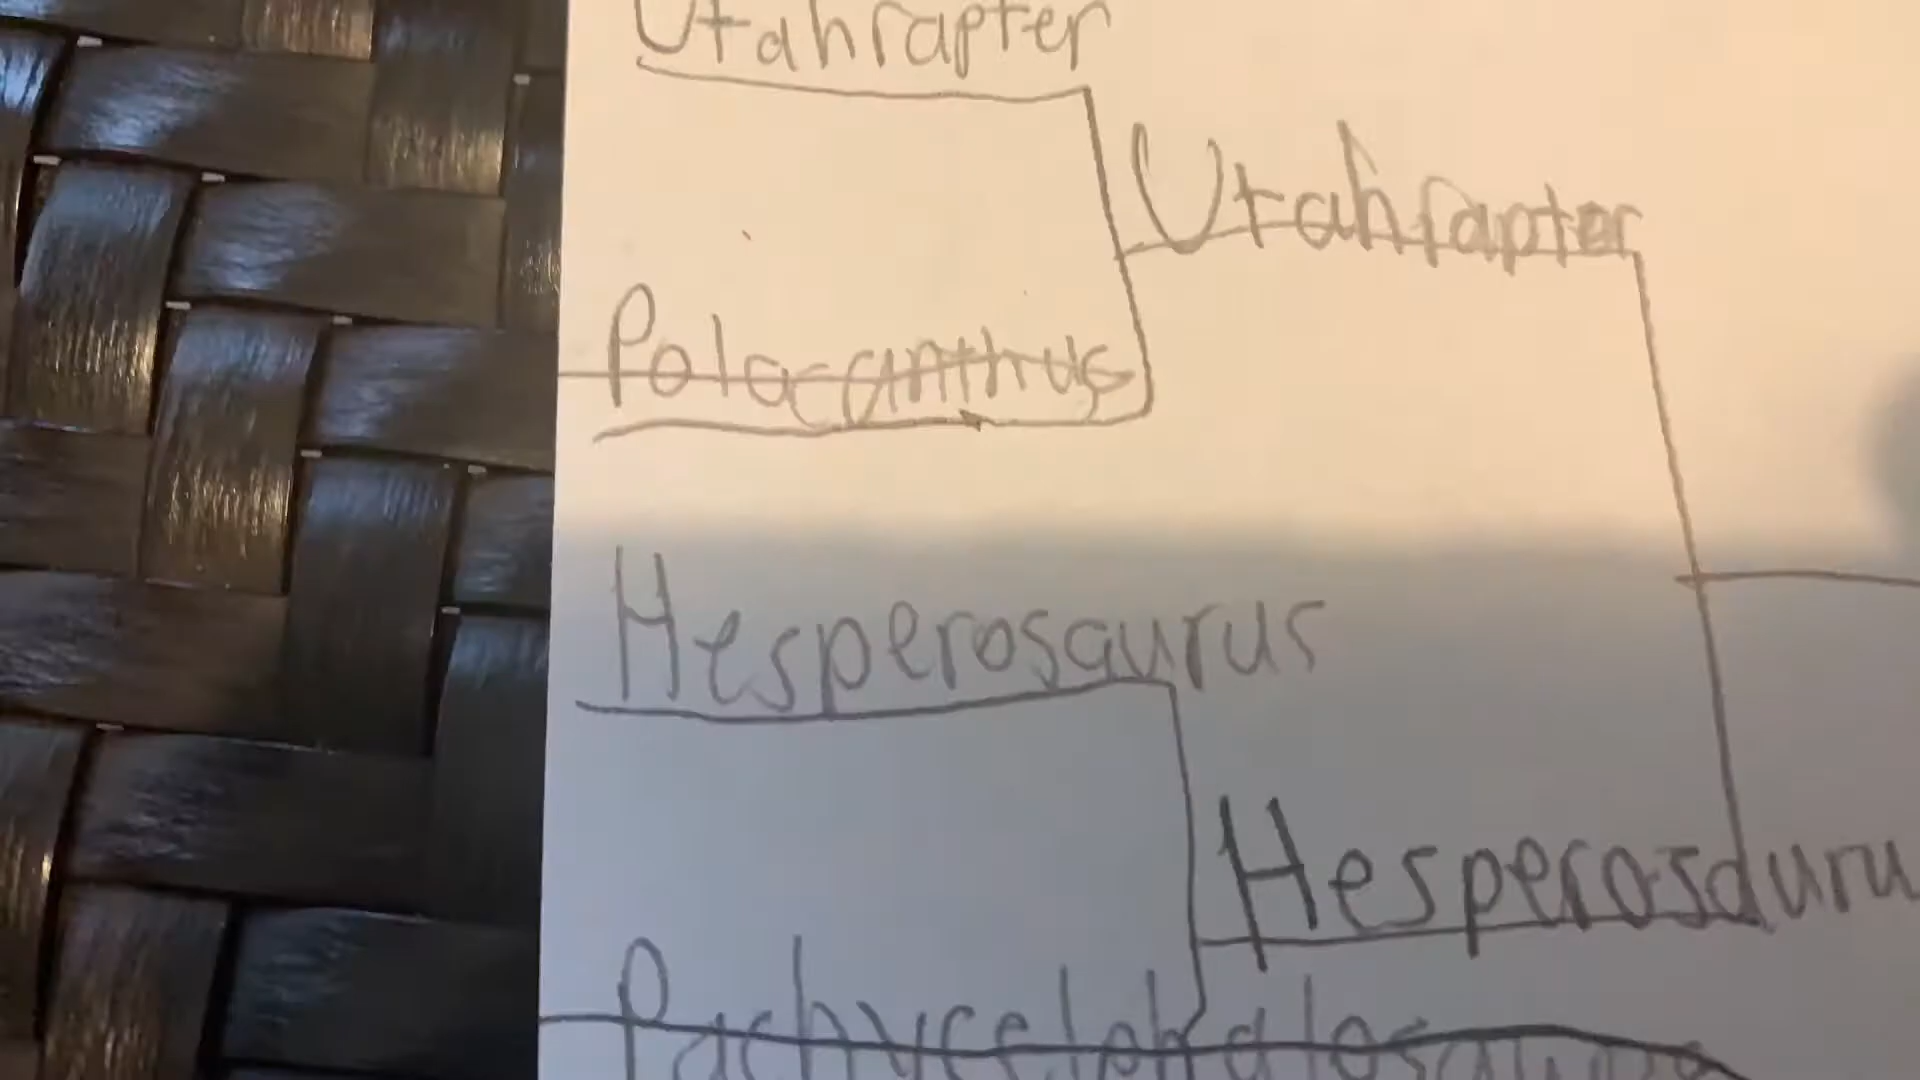 Utahrapter
Utahrapter
Polacanthus
Hesperosaurus
Hesperosauru